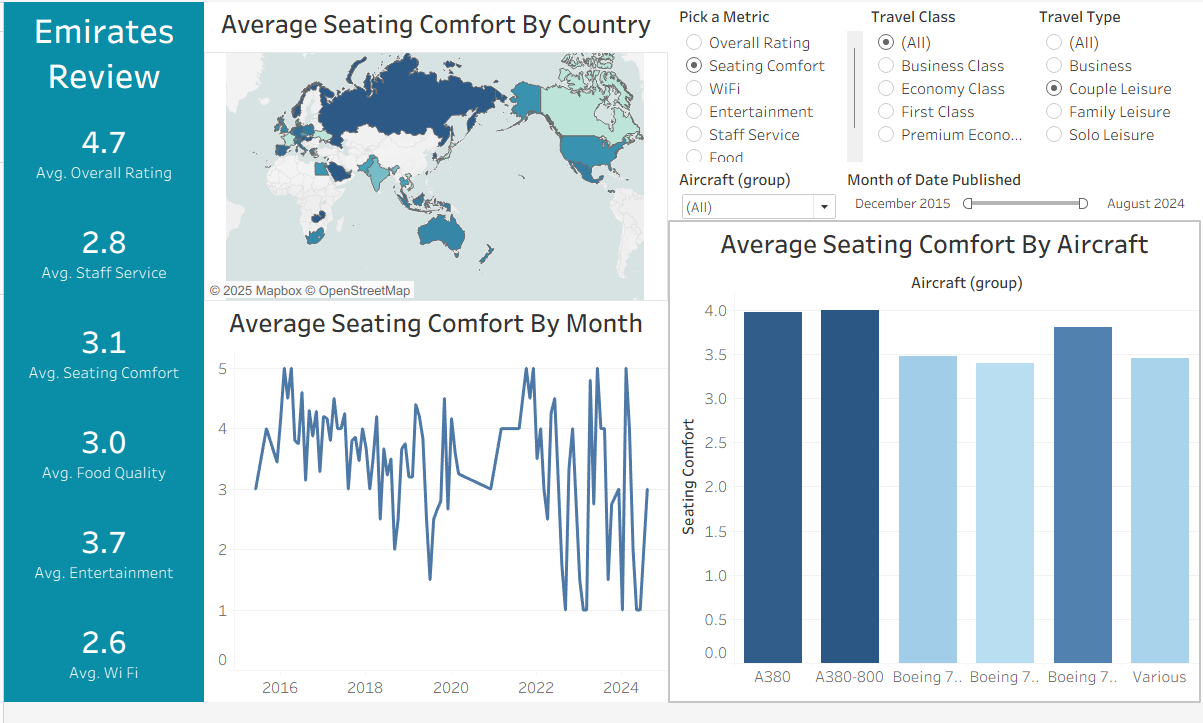 Emirates
Review
4.7
Avg. Overall Rating
2.8
Avg. Staff Service
3.1
Avg. Seating Comfort
3.0
Avg. Food Quality
3.7
Avg. Entertainment
2.6
Avg. Wi Fi
Average Seating Comfort By Country
© 2025 Mapbox © OpenStreetMap
Average Seating Comfort By Month
5
4
3
2
1
0
2016 2018 2020 2022 2024
Pick a Metric
Overall Rating
Seating Comfort
WiFi
Entertainment
Staff Service
Food
Travel Class
(All)
Business Class
Economy Class
First Class
Premium Econo...
Travel Type
(All)
Business
Couple Leisure
Family Leisure
Solo Leisure
Aircraft (group)
(All)
Month of Date Published
December 2015 August 2024
Average Seating Comfort By Aircraft
Aircraft (group)
Seating Comfort
4.0
3.5
3.0
2.5
2.0
1.5
1.0
0.5
0.0
A380 A380-800 Boeing 7.. Boeing 7.. Boeing 7.. Various